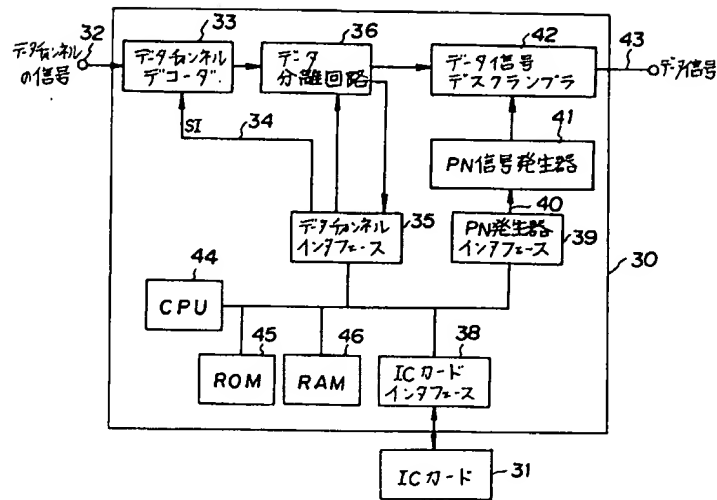 32
データチャンネル
の信号
33
データチャンネル
デコーダ.
36
データ
分離回路
42
データ信号
デスクランブラ
43
データ信号
SI
34
41
PN信号発生器
40
データチャンネル
インタフェース
35
PN発生器
インタフェース
39
30
44
CPU
45
ROM
46
RAM
38
ICカード
インタフェース
ICカード
31